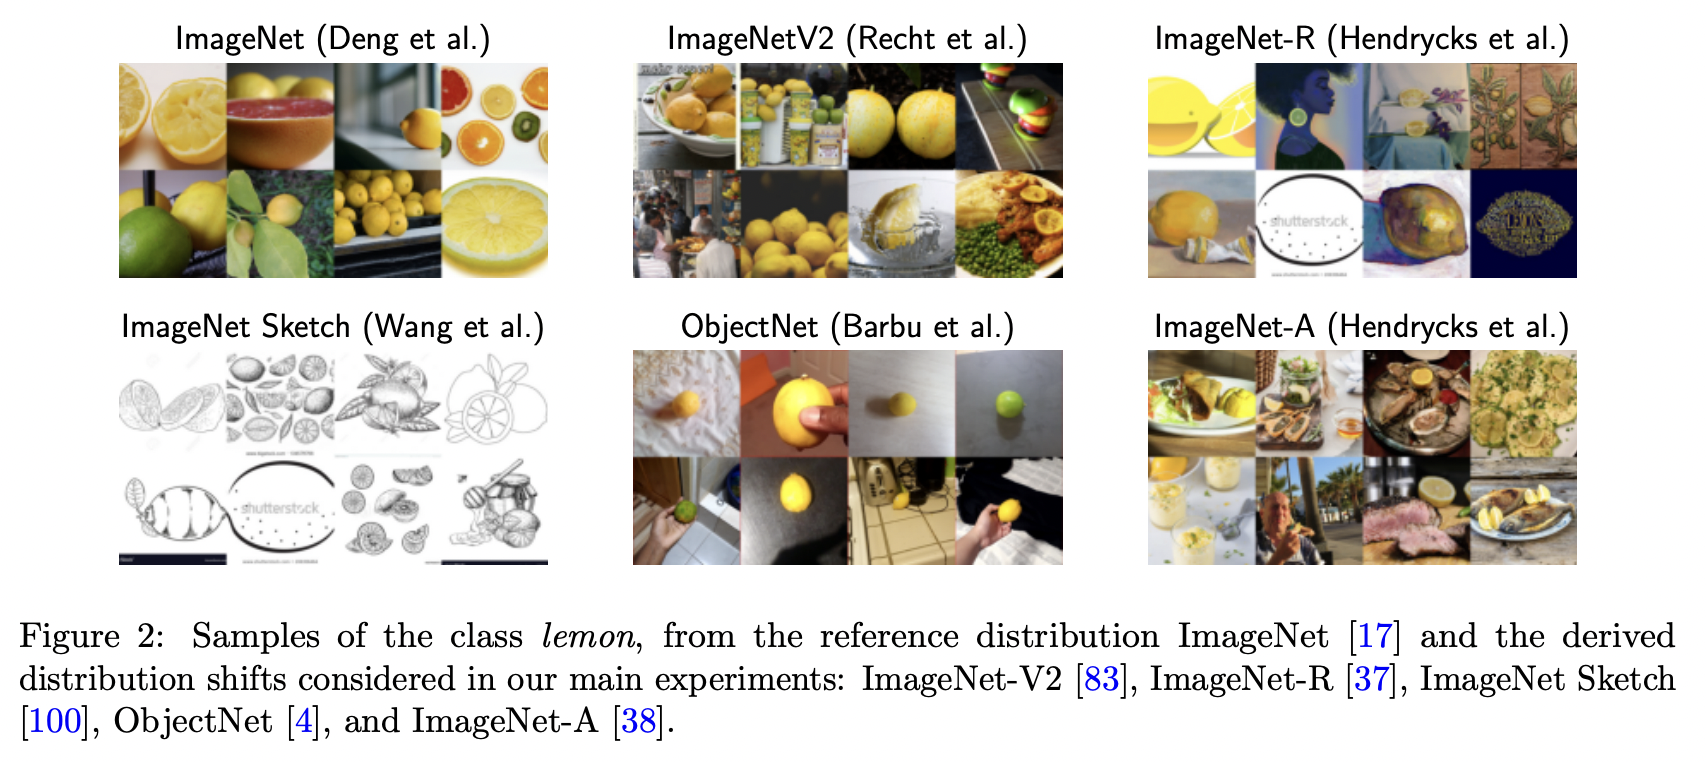 ImageNet (Deng et al.)
ImageNetV2 (Recht et al.)
ImageNet-R (Hendrycks et al.)
shutterstock
ImageNet Sketch (Wang et al.)
ObjectNet (Barbu et al.)
ImageNet-A (Hendrycks et al.)
shutterstock
Figure 2: Samples of the class lemon, from the reference distribution ImageNet [17] and the derived
distribution shifts considered in our main experiments: ImageNet-V2 [83], ImageNet-R [37], ImageNet Sketch
[100], ObjectNet [4], and ImageNet-A [38].